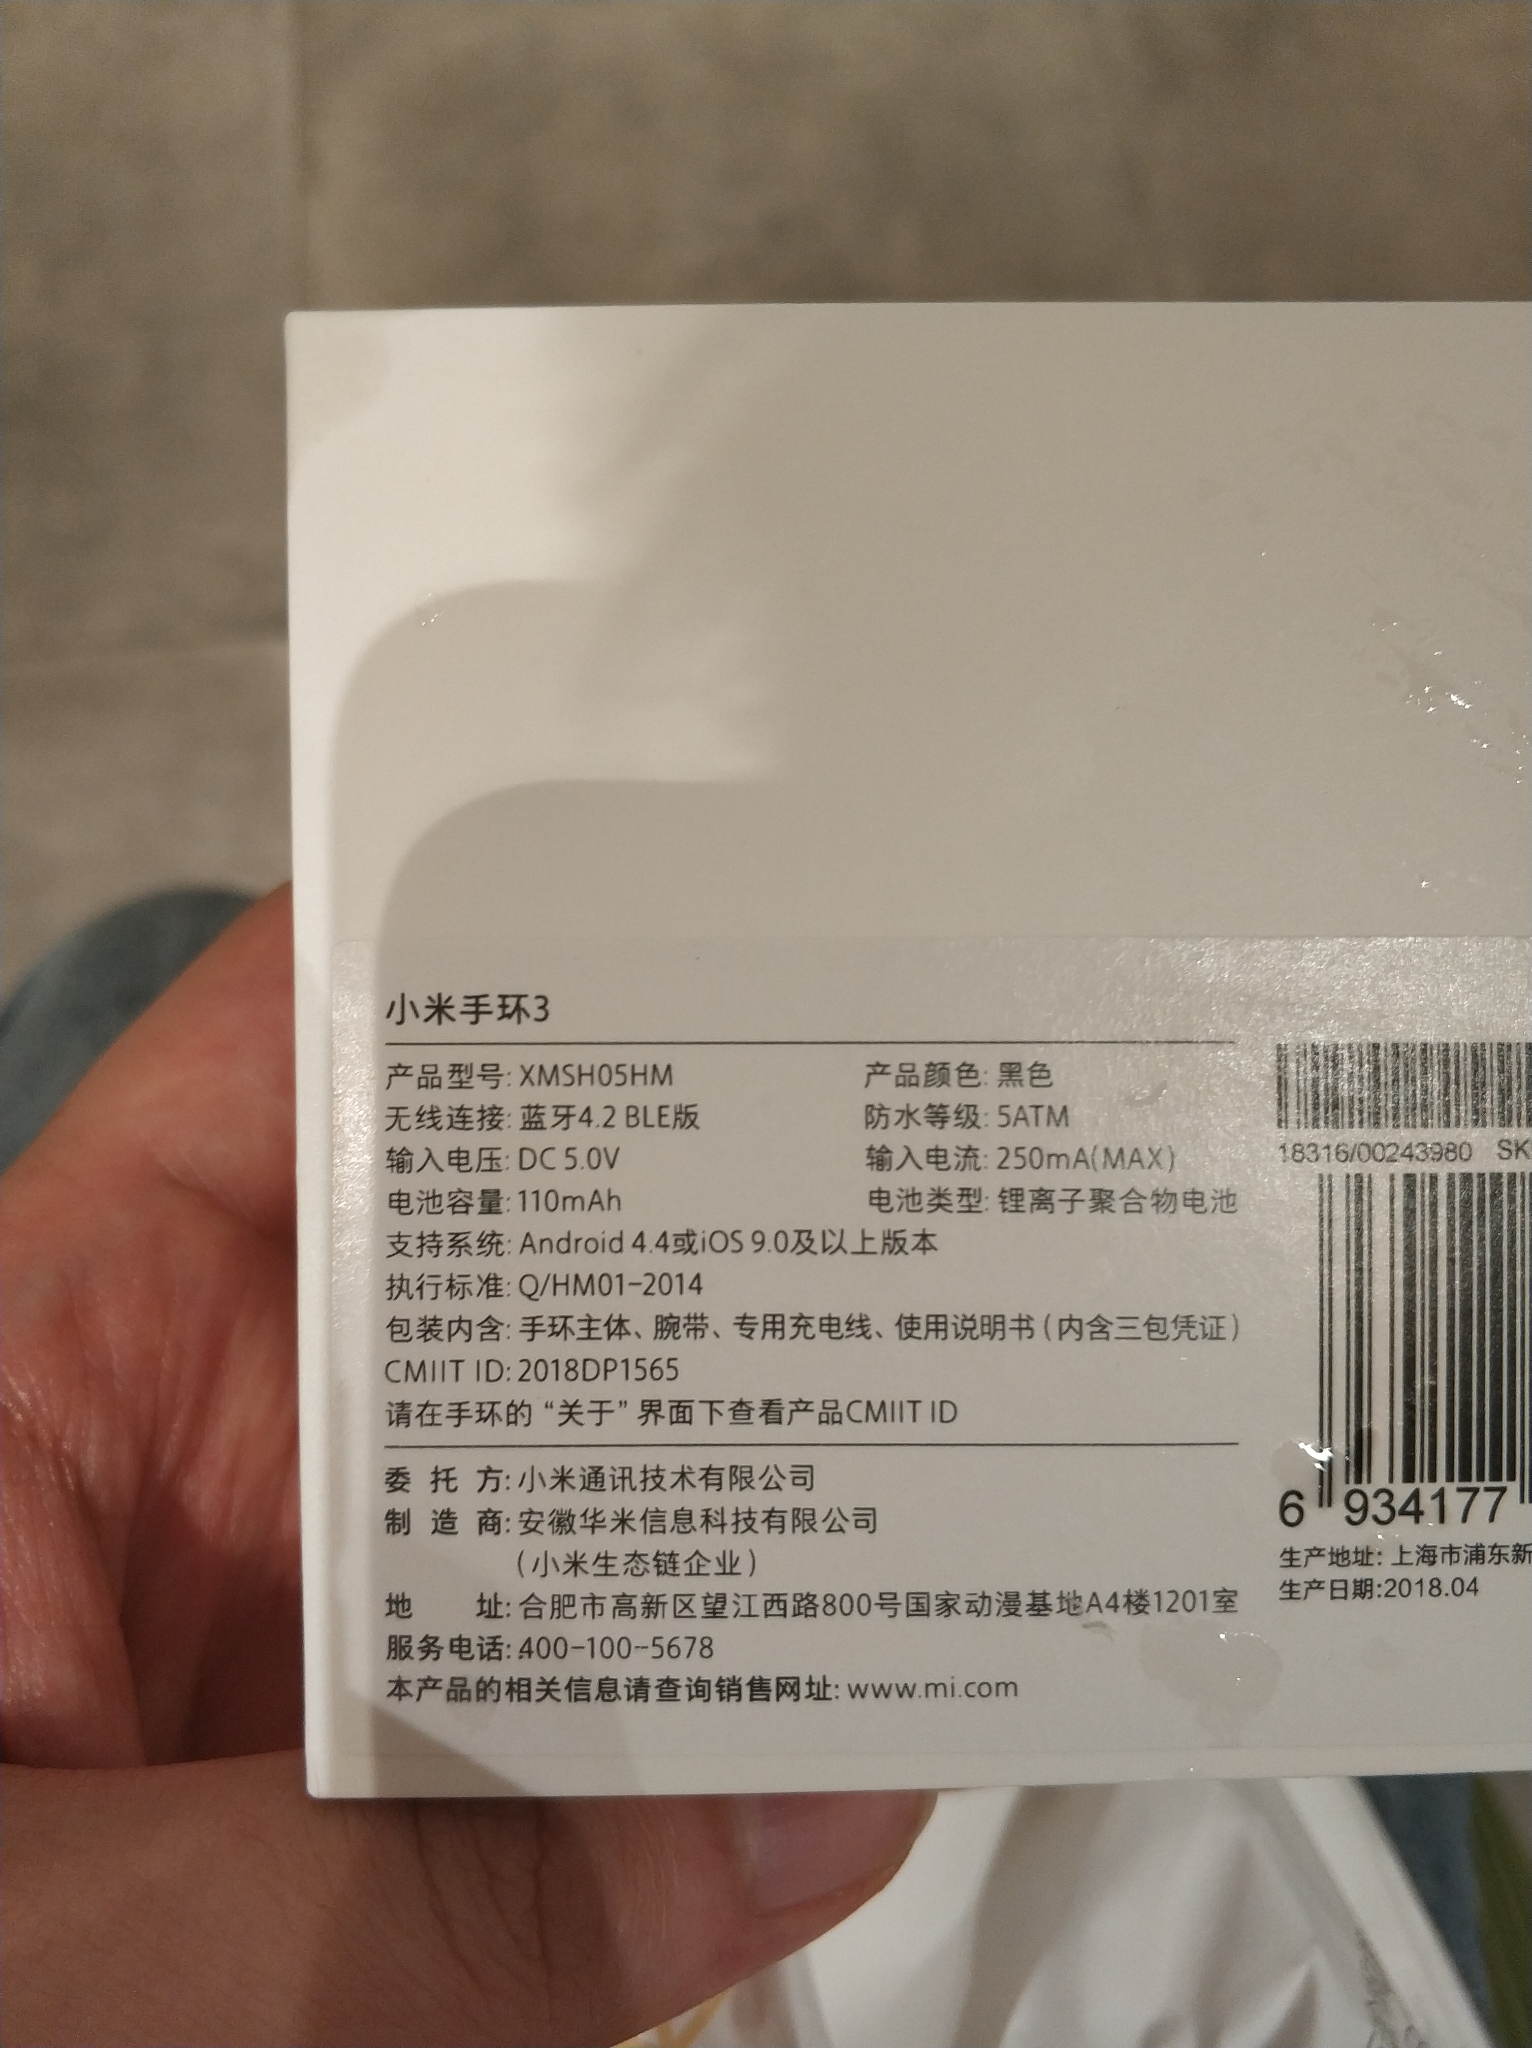 小米手环3
产品型号: XMSH05HM 产品颜色: 黑色
无线连接: 蓝牙4.2 BLE版 防水等级: 5ATM
输入电压: DC 5.0V 输入电流: 250mA(MAX)
电池容量: 110mAh 电池类型: 锂离子聚合物电池
支持系统: Android 4.4或iOS 9.0及以上版本
执行标准: Q/HM01-2014
包装内含: 手环主体、腕带、专用充电线、使用说明书(内含三包凭证)
CMIIT ID: 2018DP1565
请在手环的“关于”界面下查看产品CMIIT ID
委托方: 小米通讯技术有限公司
制造商: 安徽华米信息科技有限公司
(小米生态链企业)
地址: 合肥市高新区望江西路800号国家动漫基地A4楼1201室
服务电话: 400-100-5678
本产品的相关信息请查询销售网址: www.mi.com
18316/00243980 SK
6 934177
生产地址: 上海市浦东新
生产日期:2018.04